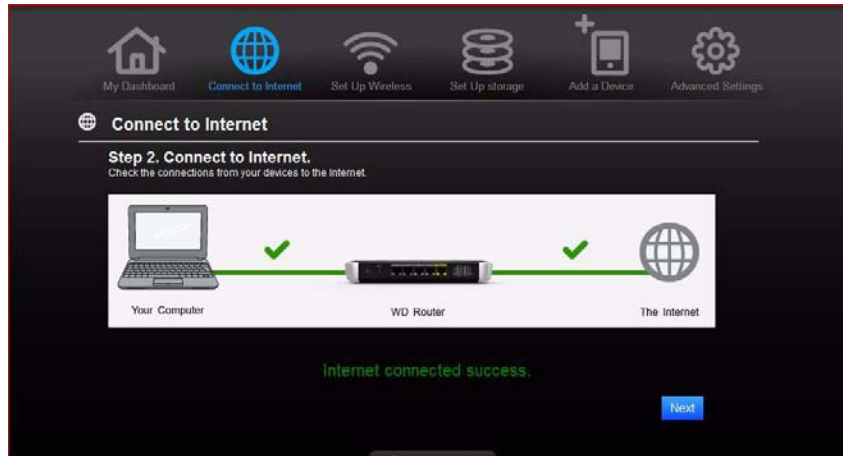 My Dashboard
Connect to Internet
Set Up Wireless
Set Up storage
Add a Device
Advanced Settings
Connect to Internet
Step 2. Connect to Internet.
Check the connections from your devices to the Internet.
Your Computer
WD Router
The Internet
Internet connected success.
Next